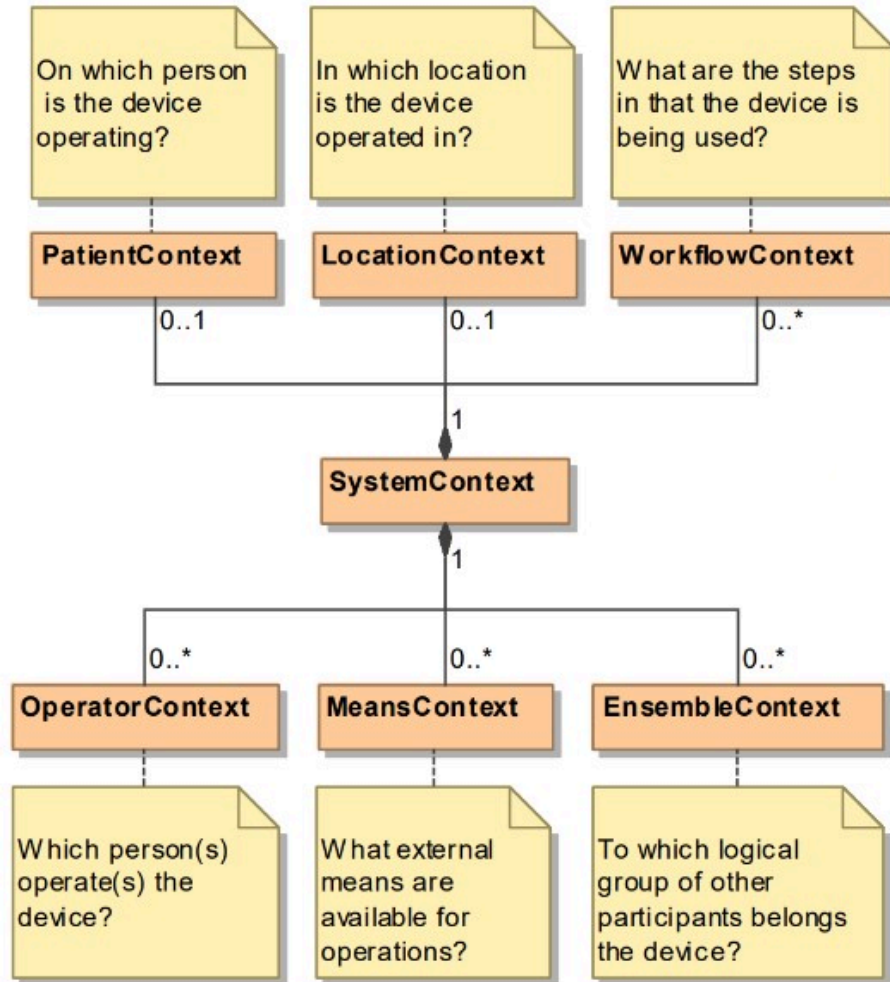 On which person
is the device
operating?
In which location
is the device
operated in?
What are the steps
in that the device is
being used?
PatientContext
LocationContext
WorkflowContext
0..1
0..1
0..*
1
SystemContext
1
0..*
0..*
0..*
OperatorContext
MeansContext
EnsembleContext
Which person(s)
operate(s) the
device?
What external
means are
available for
operations?
To which logical
group of other
participants belongs
the device?